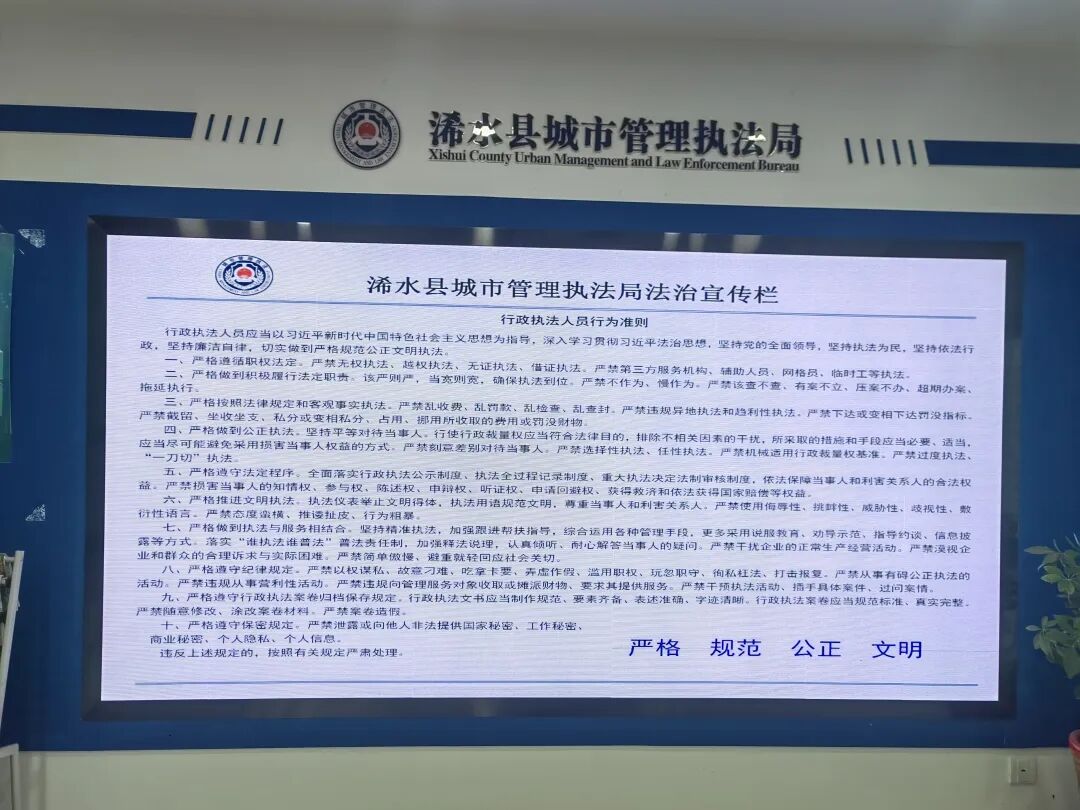 浠水县城市管理执法局
Xishui County Urban Management and Law Enforcement Bureau
浠水县城市管理执法局法治宣传栏
行政执法人员行为准则
行政执法人员应当以习近平新时代中国特色社会主义思想为指导，深入学习贯彻习近平法治思想，坚持党的全面领导，坚持执法为民，坚持依法行
政，坚持廉洁自律，切实做到严格规范公正文明执法。
一、严格遵循职权法定。严禁无权执法、越权执法、无证执法、借证执法。严禁第三方服务机构、辅助人员、网格员、临时工等执法。
二、严格做到积极履行法定职责。该严则严，当宽则宽，确保执法到位。严禁不作为、慢作为。严禁该查不查、有案不立、压案不办、超期办案、
拖延执行。
三、严格按照法律规定和客观事实执法。严禁乱收费、乱罚款、乱检查、乱查封。严禁违规异地执法和趋利性执法。严禁下达或变相下达罚没指标。
严禁截留、坐收坐支、私分或变相私分、占用、挪用所收取的费用或罚没财物。
四、严格做到公正执法。坚持平等对待当事人。行使行政裁量权应当符合法律目的，排除不相关因素的干扰，所采取的措施和手段应当必要、适当，
应当尽可能避免采用损害当事人权益的方式。严禁刻意差别对待当事人。严禁选择性执法、任性执法。严禁机械适用行政裁量权基准。严禁过度执法、
“一刀切”执法。
五、严格遵守法定程序。全面落实行政执法公示制度、执法全过程记录制度、重大执法决定法制审核制度，依法保障当事人和利害关系人的合法权
益。严禁损害当事人的知情权、参与权、陈述权、申辩权、听证权、申请回避权、获得救济和依法获得国家赔偿等权益。
六、严格推进文明执法。执法仪表举止文明得体，执法用语规范文明，尊重当事人和利害关系人。严禁使用侮辱性、挑衅性、威胁性、歧视性、敷
衍性语言。严禁态度蛮横、推诿扯皮、行为粗暴。
七、严格做到执法与服务相结合。坚持精准执法，加强跟进帮扶指导，综合运用各种管理手段，更多采用说服教育、劝导示范、指导约谈、信息披
露等方式。落实“谁执法谁普法”普法责任制，加强释法说理，认真倾听、耐心解答当事人的疑问。严禁干扰企业的正常生产经营活动。严禁漠视企
业和群众的合理诉求与实际困难。严禁简单傲慢、避重就轻回应社会关切。
八、严格遵守纪律规定。严禁以权谋私、故意刁难、吃拿卡要、弄虚作假、滥用职权、玩忽职守、徇私枉法、打击报复。严禁从事有碍公正执法的
活动。严禁违规从事营利性活动。严禁违规向管理服务对象收取或摊派财物、要求其提供服务。严禁干预执法活动、插手具体案件、过问案情。
九、严格遵守行政执法案卷归档保存规定。行政执法文书应当制作规范、要素齐备、表述准确、字迹清晰。行政执法案卷应当规范标准、真实完整。
严禁随意修改、涂改案卷材料。严禁案卷造假。
十、严格遵守保密规定。严禁泄露或向他人非法提供国家秘密、工作秘密、
商业秘密、个人隐私、个人信息。
违反上述规定的，按照有关规定严肃处理。
严格 规范 公正 文明